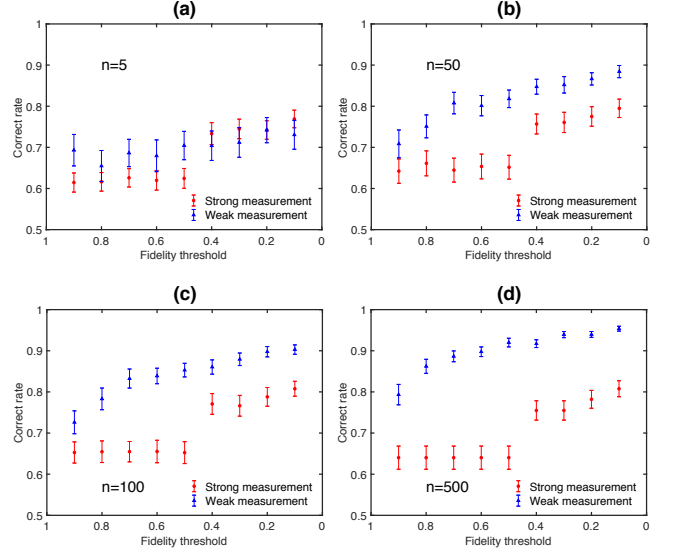 (a)
n=5
Correct rate
1
0.9
0.8
0.7
0.6
0.5
Strong measurement
Weak measurement
1 0.8 0.6 0.4 0.2 0
Fidelity threshold
(b)
n=50
Correct rate
1
0.9
0.8
0.7
0.6
0.5
Strong measurement
Weak measurement
1 0.8 0.6 0.4 0.2 0
Fidelity threshold
(c)
Correct rate
1
0.9
0.8
0.7
0.6
0.5
n=100
Strong measurement
Weak measurement
1 0.8 0.6 0.4 0.2 0
Fidelity threshold
(d)
Correct rate
1
0.9
0.8
0.7
0.6
0.5
n=500
Strong measurement
Weak measurement
1 0.8 0.6 0.4 0.2 0
Fidelity threshold